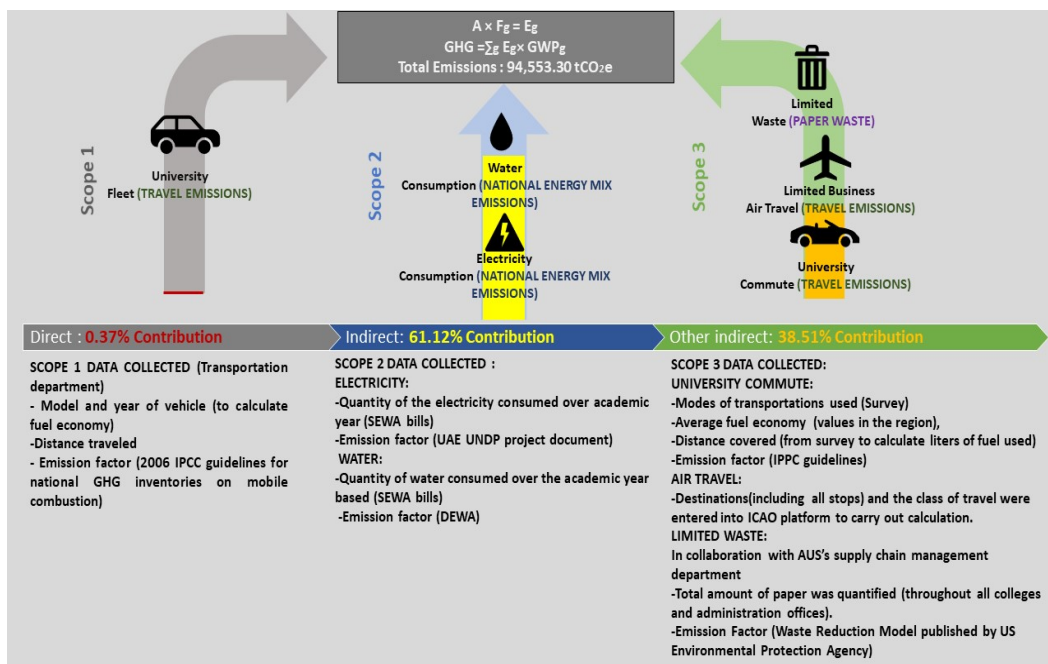 A × Fg = Eg
GHG =∑g Eg× GWPg
Total Emissions : 94,553.30 tCO2e
Scope 1
University
Fleet (TRAVEL EMISSIONS)
Scope 2
Water
Consumption (NATIONAL ENERGY MIX
EMISSIONS)
Electricity
Consumption (NATIONAL ENERGY MIX
EMISSIONS)
Scope 3
Limited
Waste (PAPER WASTE)
Limited Business
Air Travel (TRAVEL EMISSIONS)
University
Commute (TRAVEL EMISSIONS)
Direct : 0.37% Contribution
SCOPE 1 DATA COLLECTED (Transportation
department)
- Model and year of vehicle (to calculate
fuel economy)
-Distance traveled
- Emission factor (2006 IPCC guidelines for
national GHG inventories on mobile
combustion)
Indirect: 61.12% Contribution
SCOPE 2 DATA COLLECTED :
ELECTRICITY:
-Quantity of the electricity consumed over academic
year (SEWA bills)
-Emission factor (UAE UNDP project document)
WATER:
-Quantity of water consumed over the academic year
based (SEWA bills)
-Emission factor (DEWA)
Other indirect: 38.51% Contribution
SCOPE 3 DATA COLLECTED:
UNIVERSITY COMMUTE:
-Modes of transportations used (Survey)
-Average fuel economy (values in the region),
-Distance covered (from survey to calculate liters of fuel used)
-Emission factor (IPPC guidelines)
AIR TRAVEL:
-Destinations(including all stops) and the class of travel were
entered into ICAO platform to carry out calculation.
LIMITED WASTE:
In collaboration with AUS's supply chain management
department
-Total amount of paper was quantified (throughout all colleges
and administration offices).
-Emission Factor (Waste Reduction Model published by US
Environmental Protection Agency)